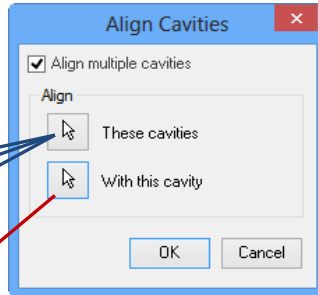 Align Cavities
Align multiple cavities
Align
These cavities
With this cavity
OK Cancel